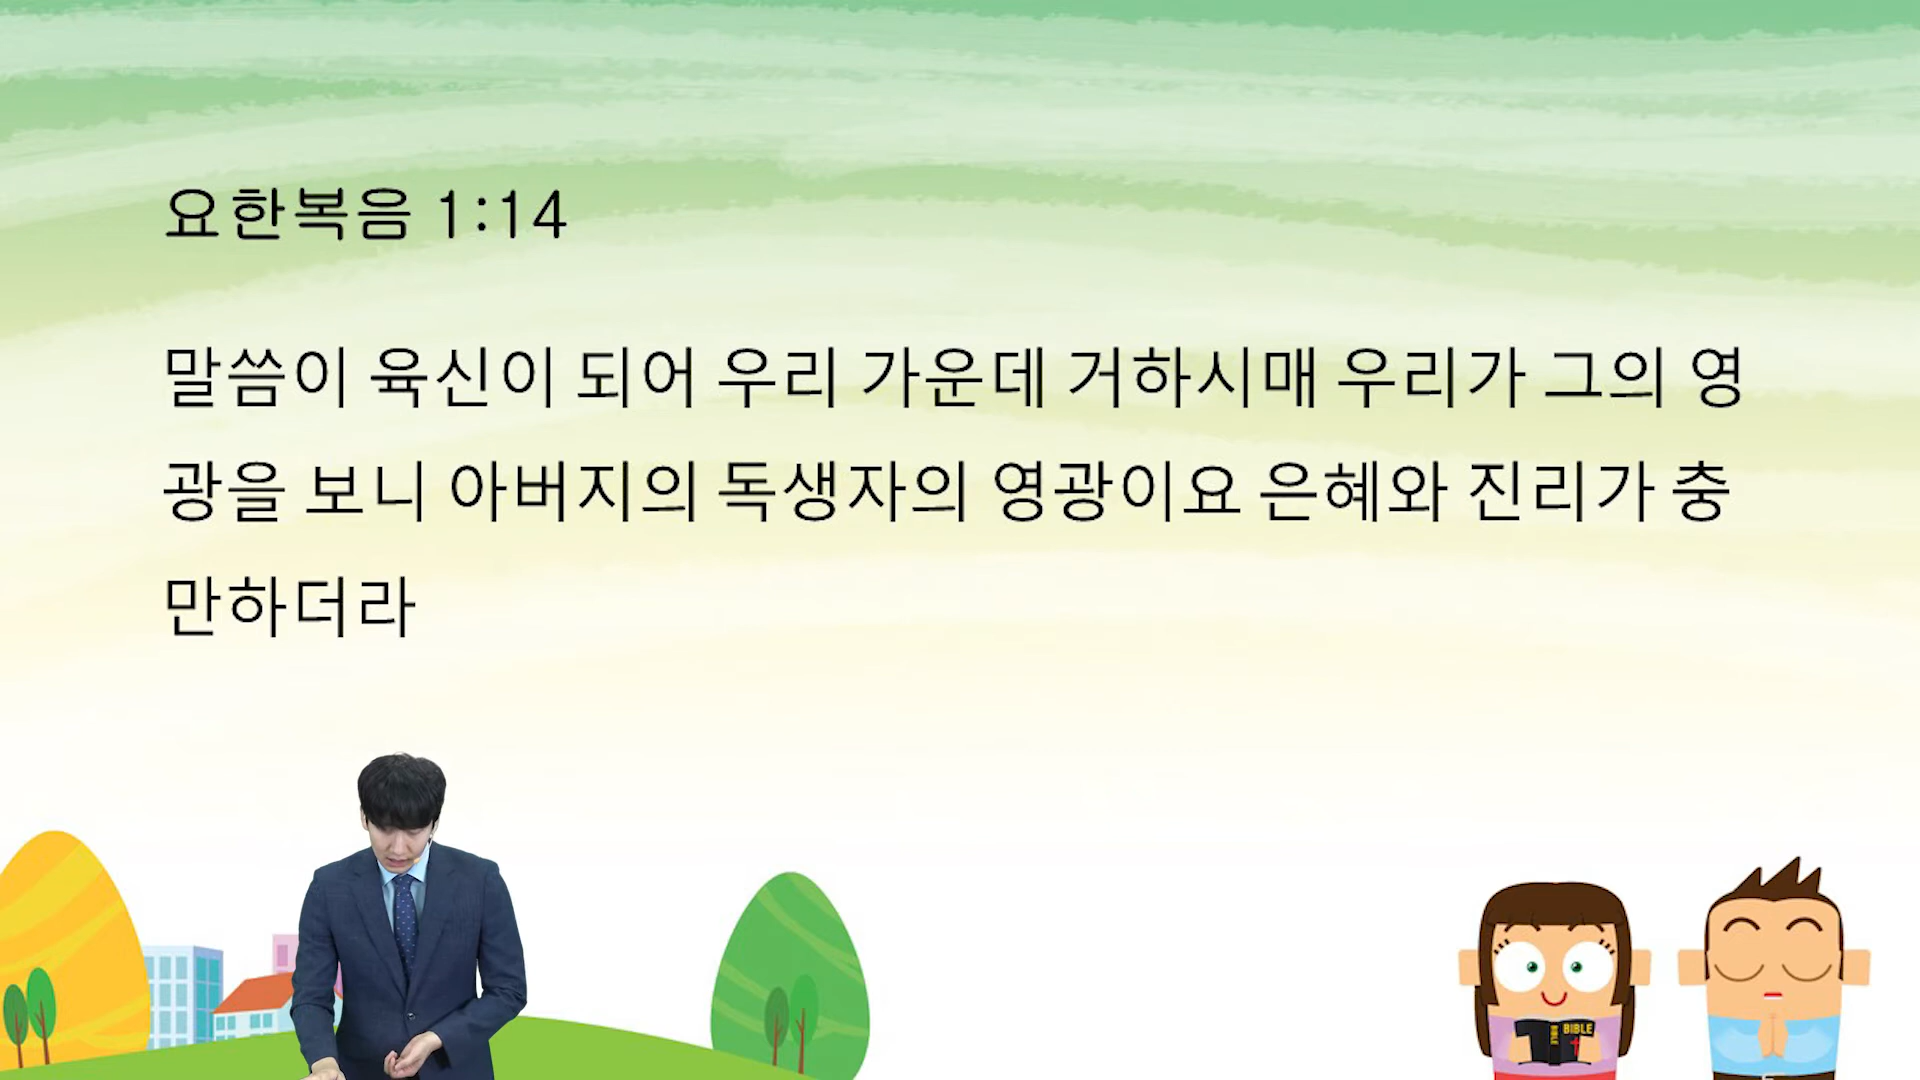 요한복음 1:14
말씀이 육신이 되어 우리 가운데 거하시매 우리가 그의 영
광을 보니 아버지의 독생자의 영광이요 은혜와 진리가 충
만하더라
BIBLE
BIBLE